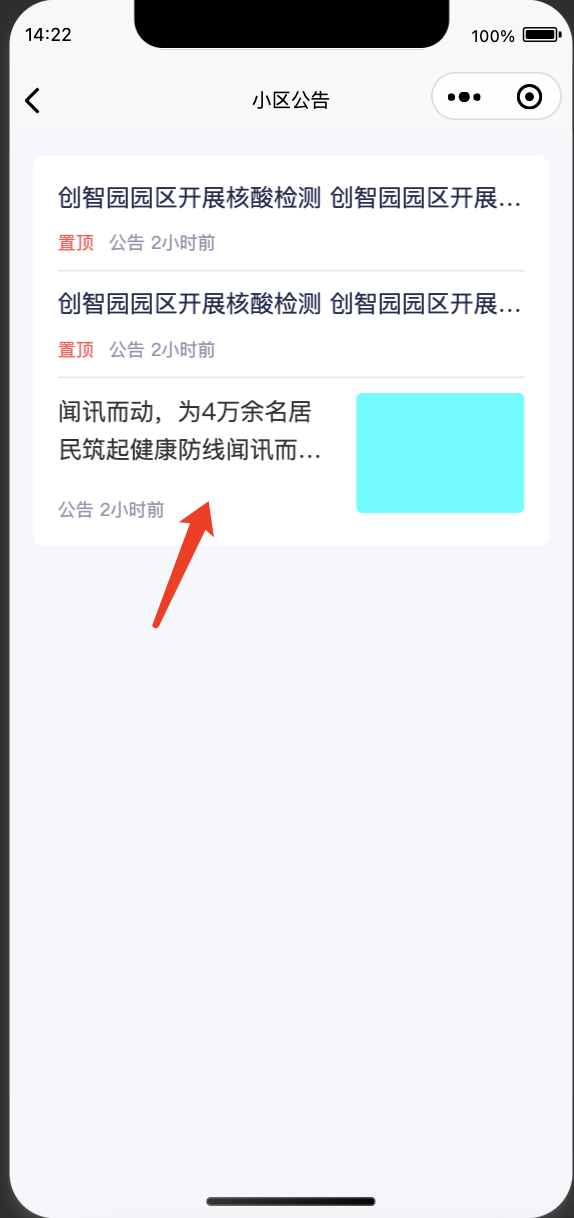 14:22
100%
小区公告
创智园园区开展核酸检测 创智园园区开展...
置顶 公告 2小时前
创智园园区开展核酸检测 创智园园区开展...
置顶 公告 2小时前
闻讯而动，为4万余名居
民筑起健康防线闻讯而...
公告 2小时前